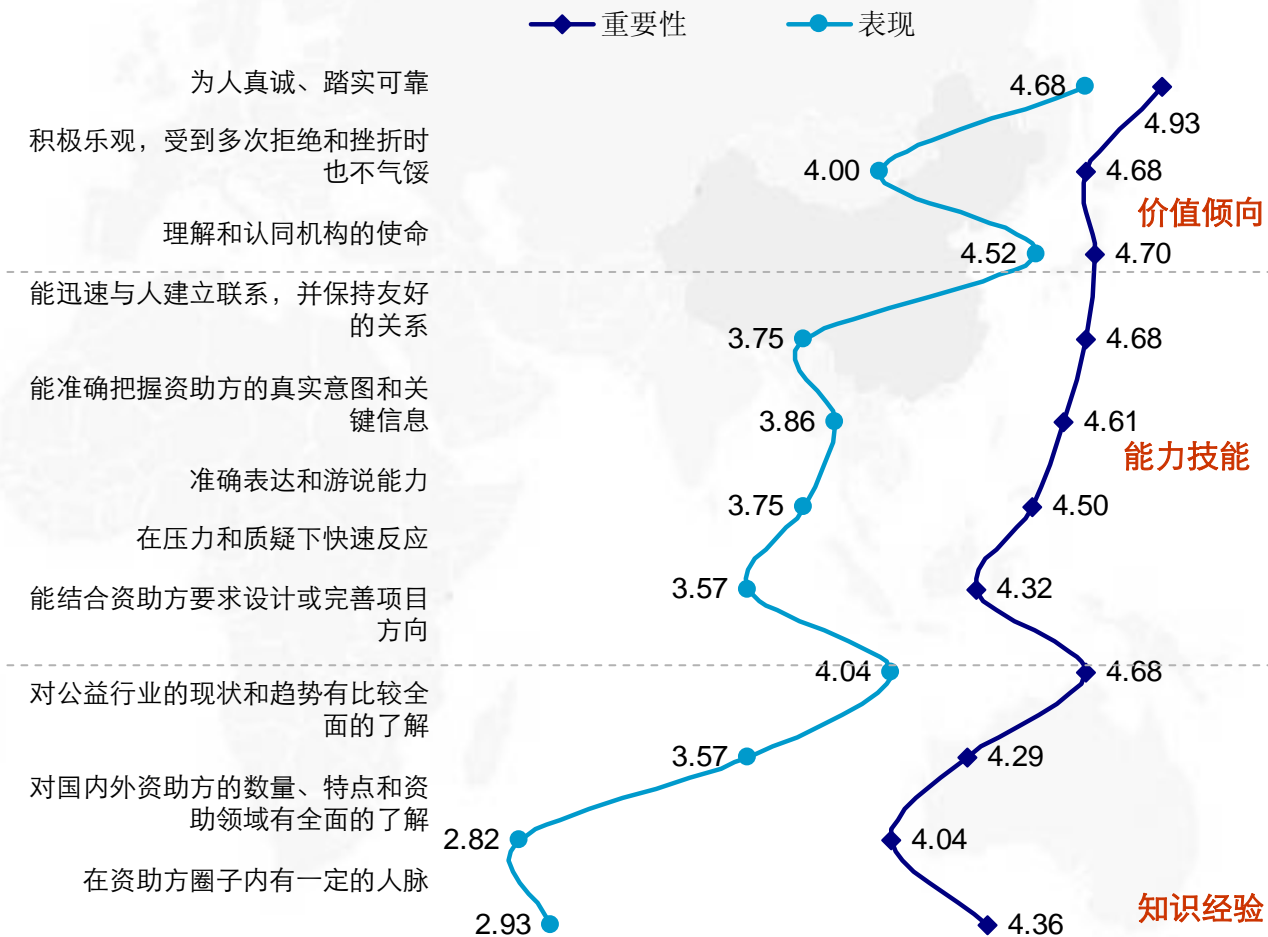 重要性 表现
为人真诚、踏实可靠
4.68
4.93
积极乐观，受到多次拒绝和挫折时
也不气馁
4.00
4.68
价值倾向
理解和认同机构的使命
4.52
4.70
能迅速与人建立联系，并保持友好
的关系
3.75
4.68
能准确把握资助方的真实意图和关
键信息
3.86
4.61
能力技能
准确表达和游说能力
3.75
4.50
在压力和质疑下快速反应
3.57
4.32
能结合资助方要求设计或完善项目
方向
4.04
4.68
对公益行业的现状和趋势有比较全
面的了解
3.57
4.29
对国内外资助方的数量、特点和资
助领域有全面的了解
2.82
4.04
在资助方圈子内有一定的人脉
2.93
4.36
知识经验